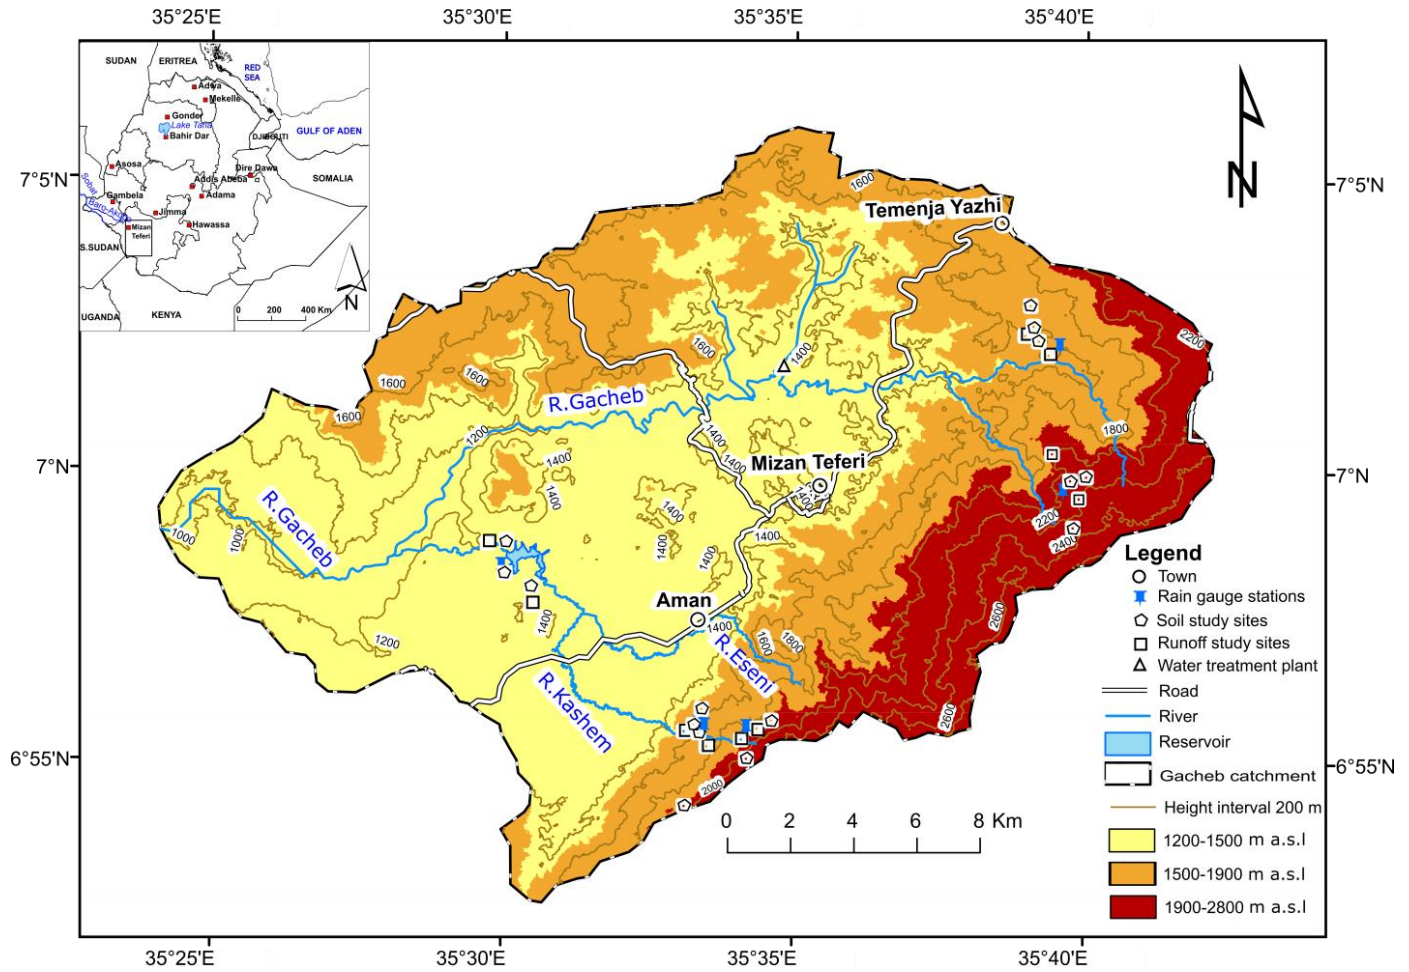 35°25'E 35°30'E 35°35'E 35°40'E
SUDAN ERITREA
RED
SEA
Adwa
Mekelle
Gonder
Lake Tana
Bahir Dar
DJIBOUTI
GULF OF ADEN
Asosa
Dire Dawa
SOMALIA
Addis Abeba
Gambela
Adama
Jimma
Hawassa
Mizan
Teferi
S.SUDAN
UGANDA
KENYA
N
0 200 400 Km
N
7°5'N 7°5'N
1600
Temenja Yazhi
2200
1400
1600
1600
1600
1600
R.Gacheb
1800
1200
1400
1400
1400
7°N 7°N
Mizan Teferi
1400
1400
1400
R.Gacheb
1000
1000
2200
2400
1400
1400
1400
Aman
1400
1400
1200
1600
1800
2600
R.Eseni
R.Kashem
2600
2000
6°55'N 6°55'N
0 2 4 6 8 Km
Legend
Town
Rain gauge stations
Soil study sites
Runoff study sites
Water treatment plant
Road
River
Reservoir
Gacheb catchment
Height interval 200 m
1200-1500 m a.s.l
1500-1900 m a.s.l
1900-2800 m a.s.l
35°25'E 35°30'E 35°35'E 35°40'E